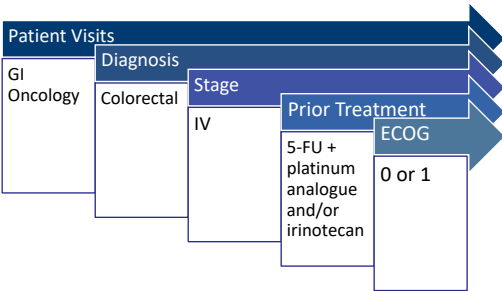 Patient Visits
GI
Oncology
Diagnosis
Colorectal
Stage
IV
Prior Treatment
5-FU +
platinum
analogue
and/or
irinotecan
ECOG
0 or 1